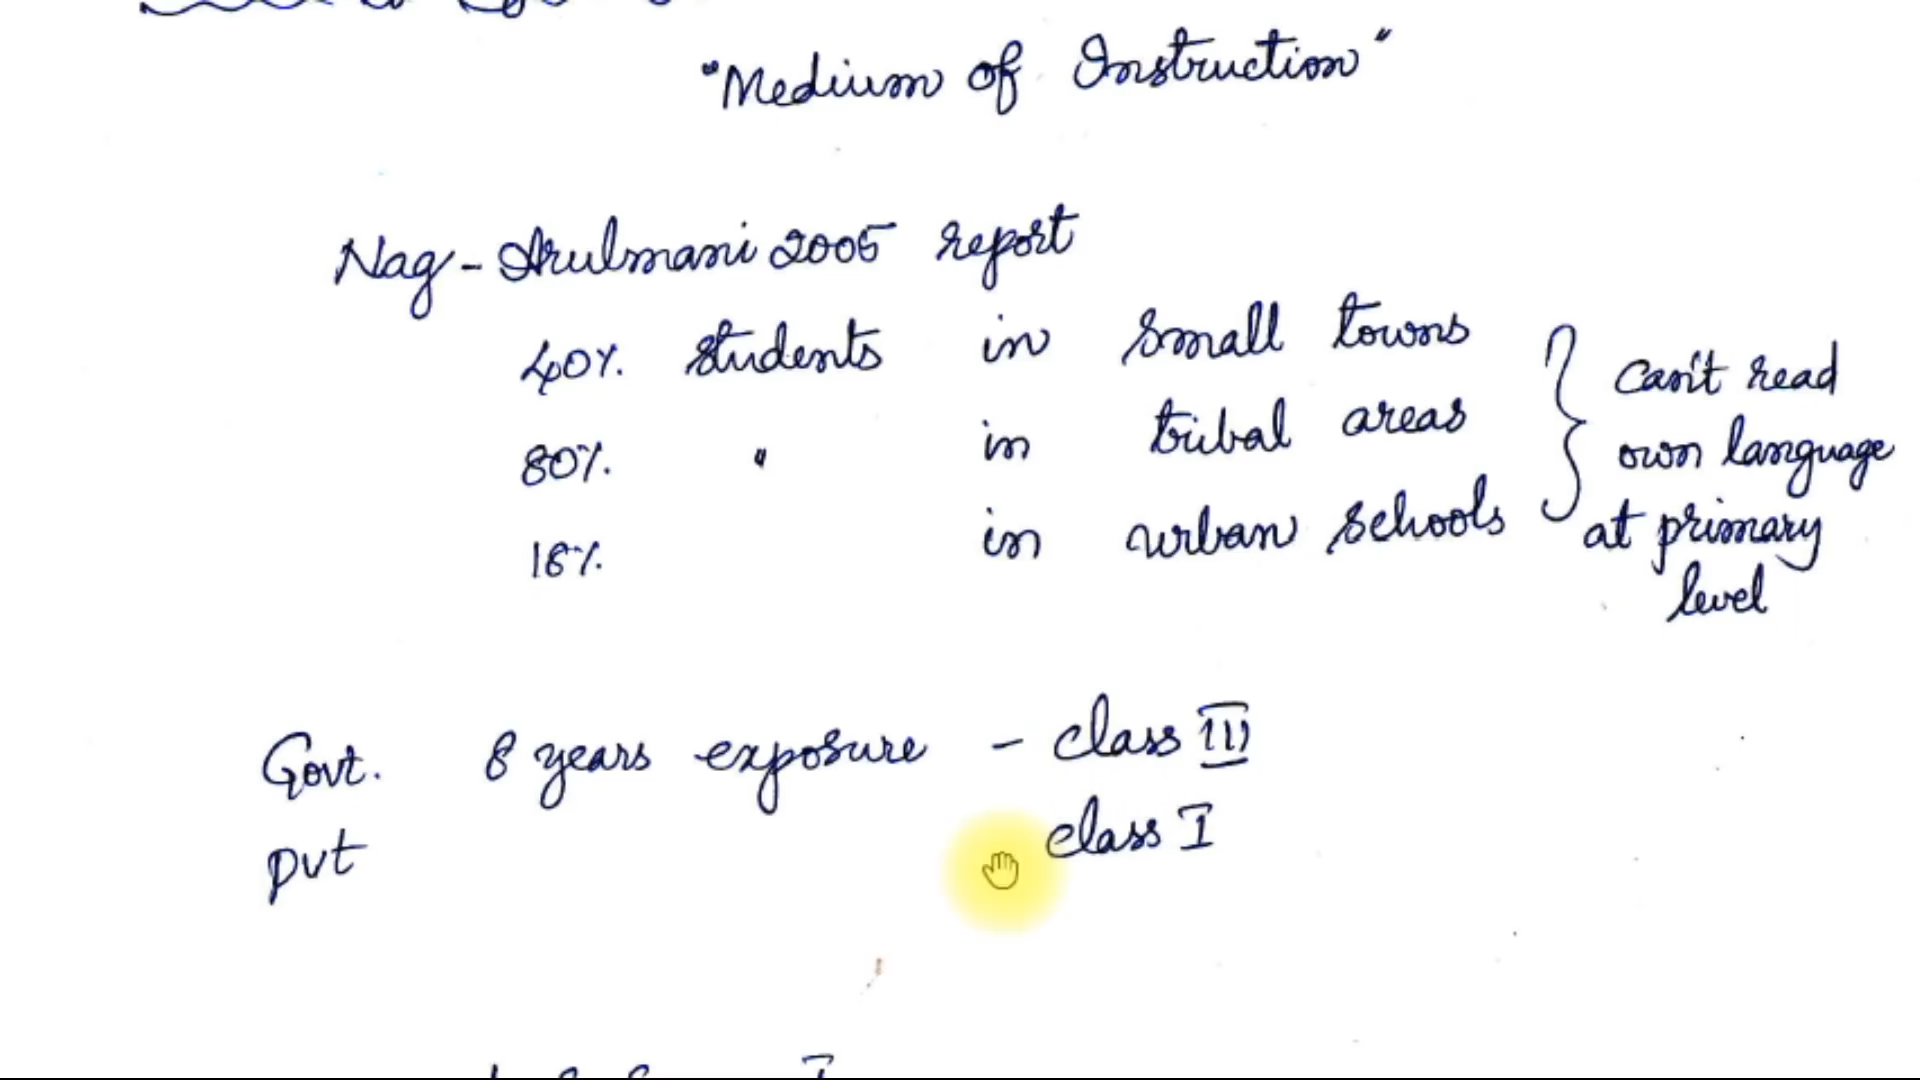 "Medium of Instruction"
Nag-Arulmani 2005 report
40% students in small towns
80% " in tribal areas
18% in urban schools
can't read
own language
at primary
level
Govt. 8 years exposure - class III
Pvt class I